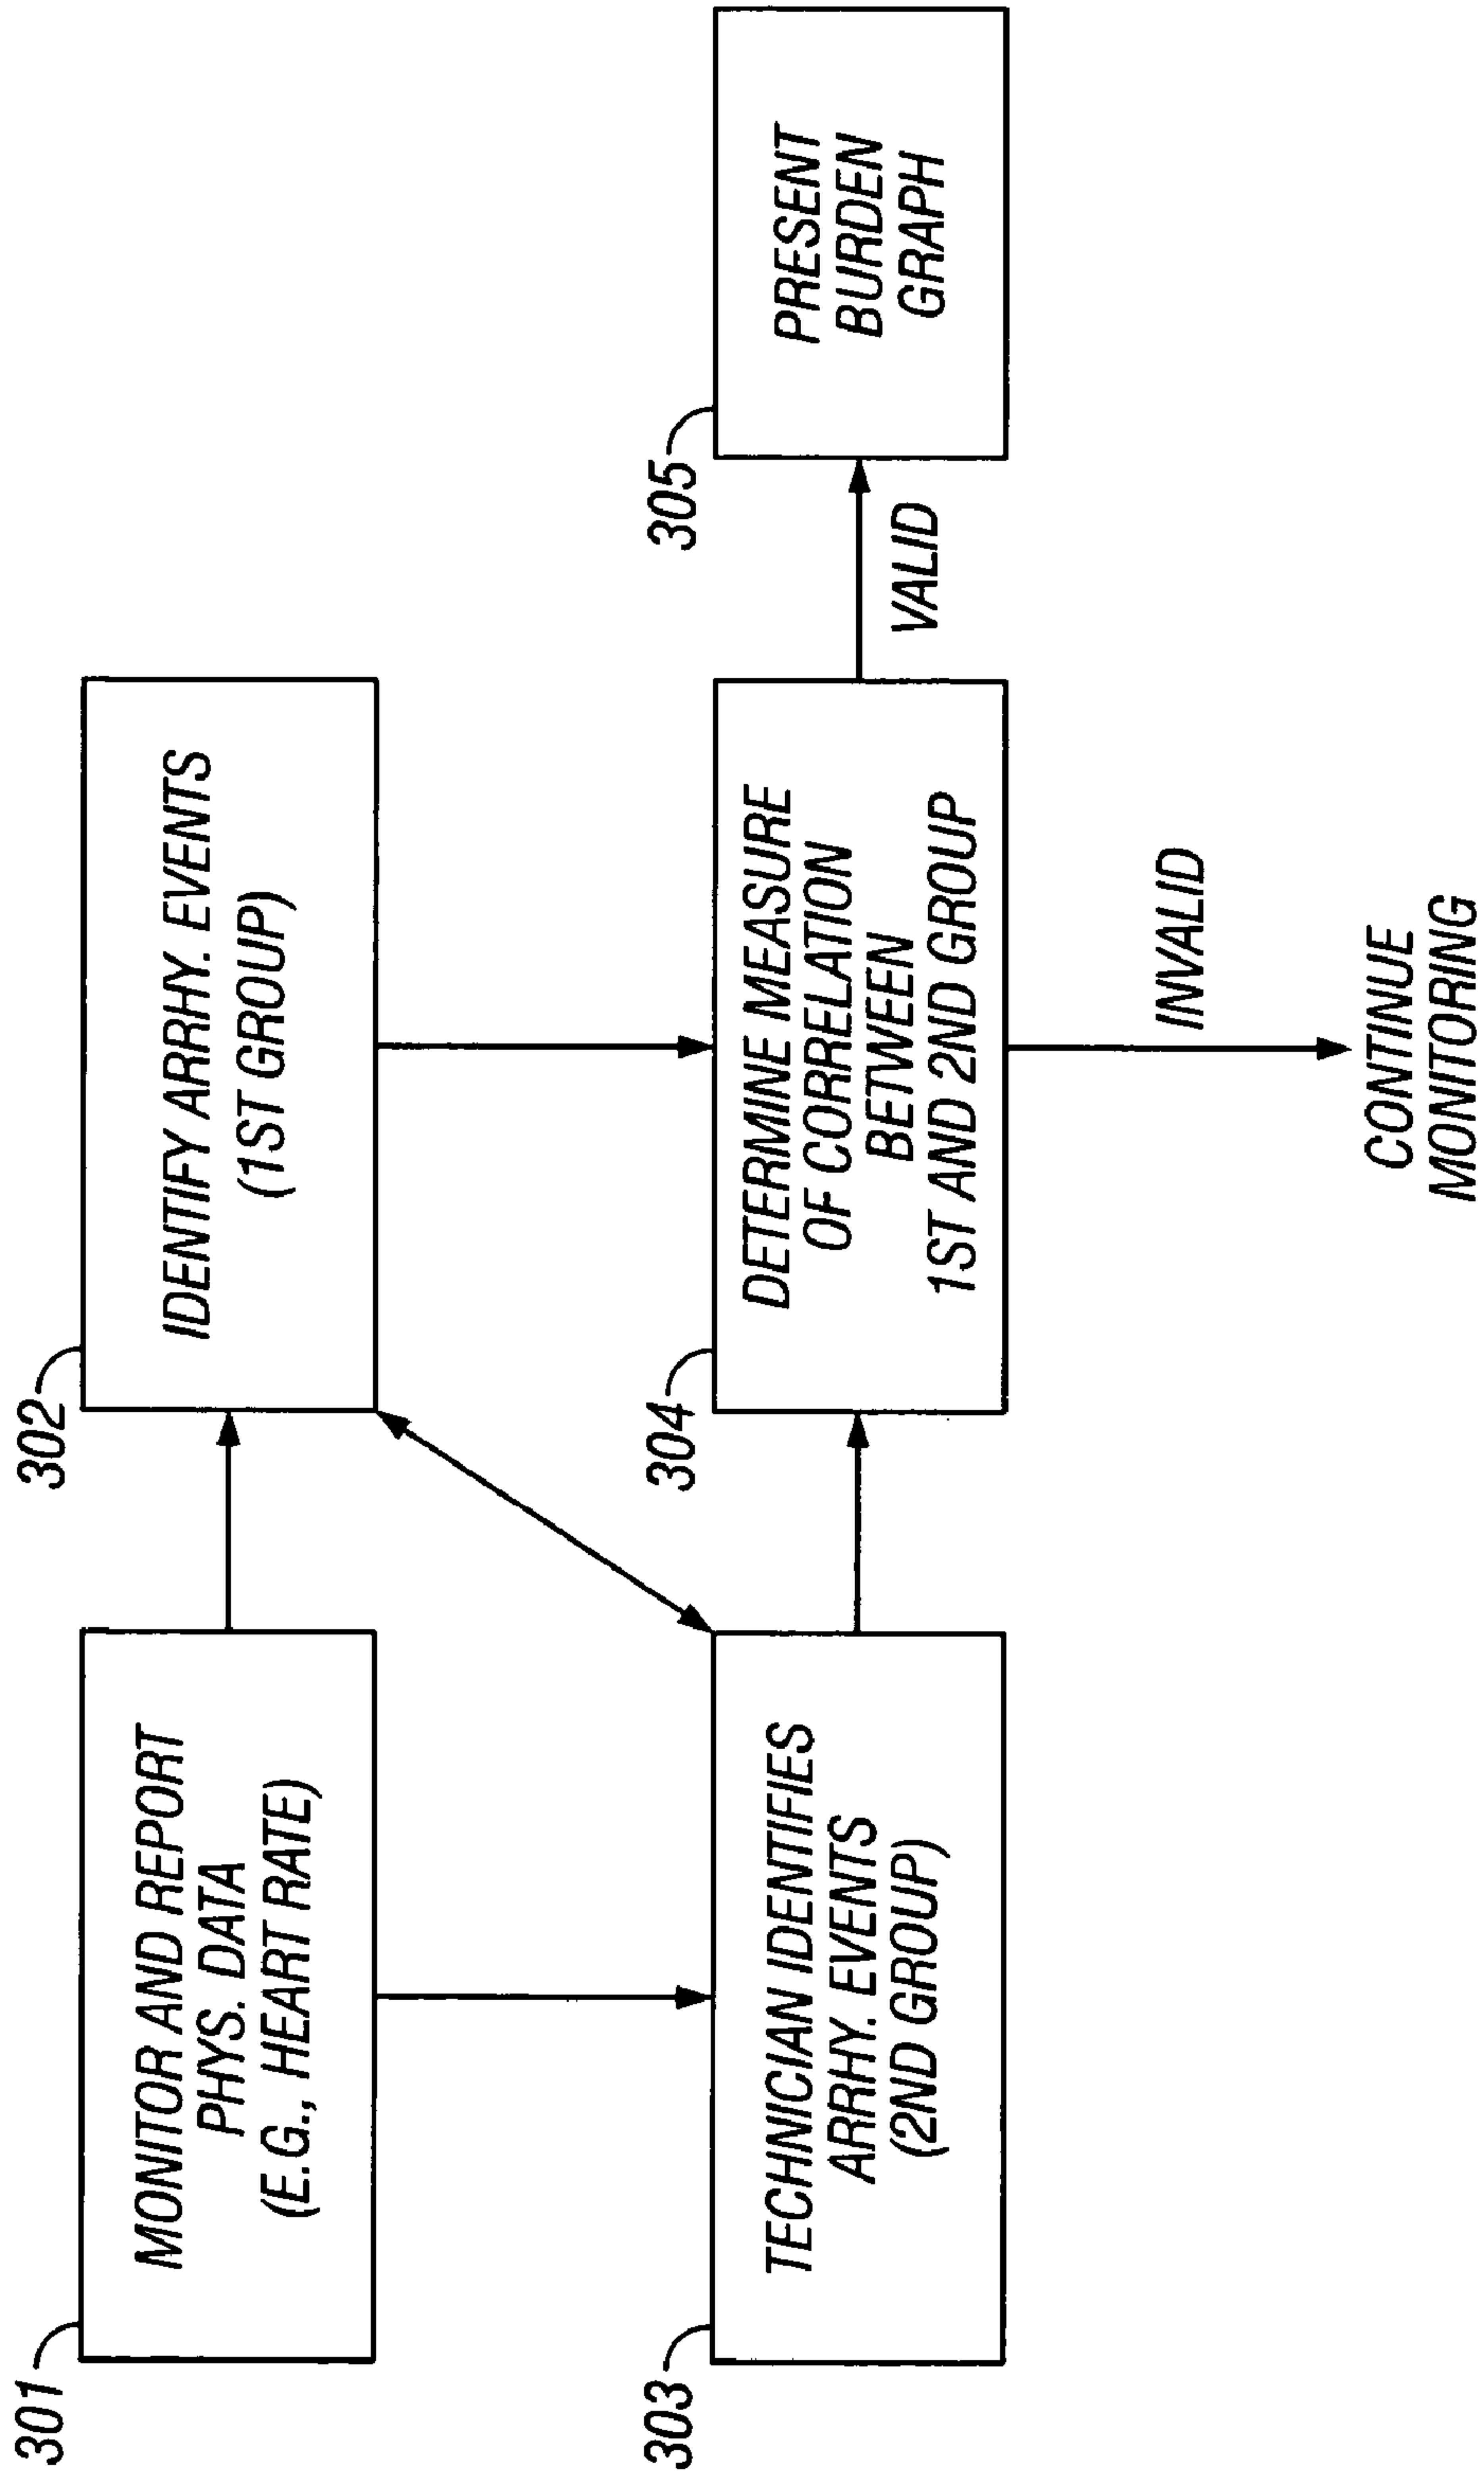 301
MONITOR AND REPORT
PHYS. DATA
(E.G., HEART RATE)
302
IDENTIFY ARRHY. EVENTS
(1ST GROUP)
303
TECHNICIAN IDENTIFIES
ARRHY. EVENTS
(2ND GROUP)
304
DETERMINE MEASURE
OF CORRELATION
BETWEEN
1ST AND 2ND GROUP
VALID
305
PRESENT
BURDEN
GRAPH
INVALID
CONTINUE
MONITORING